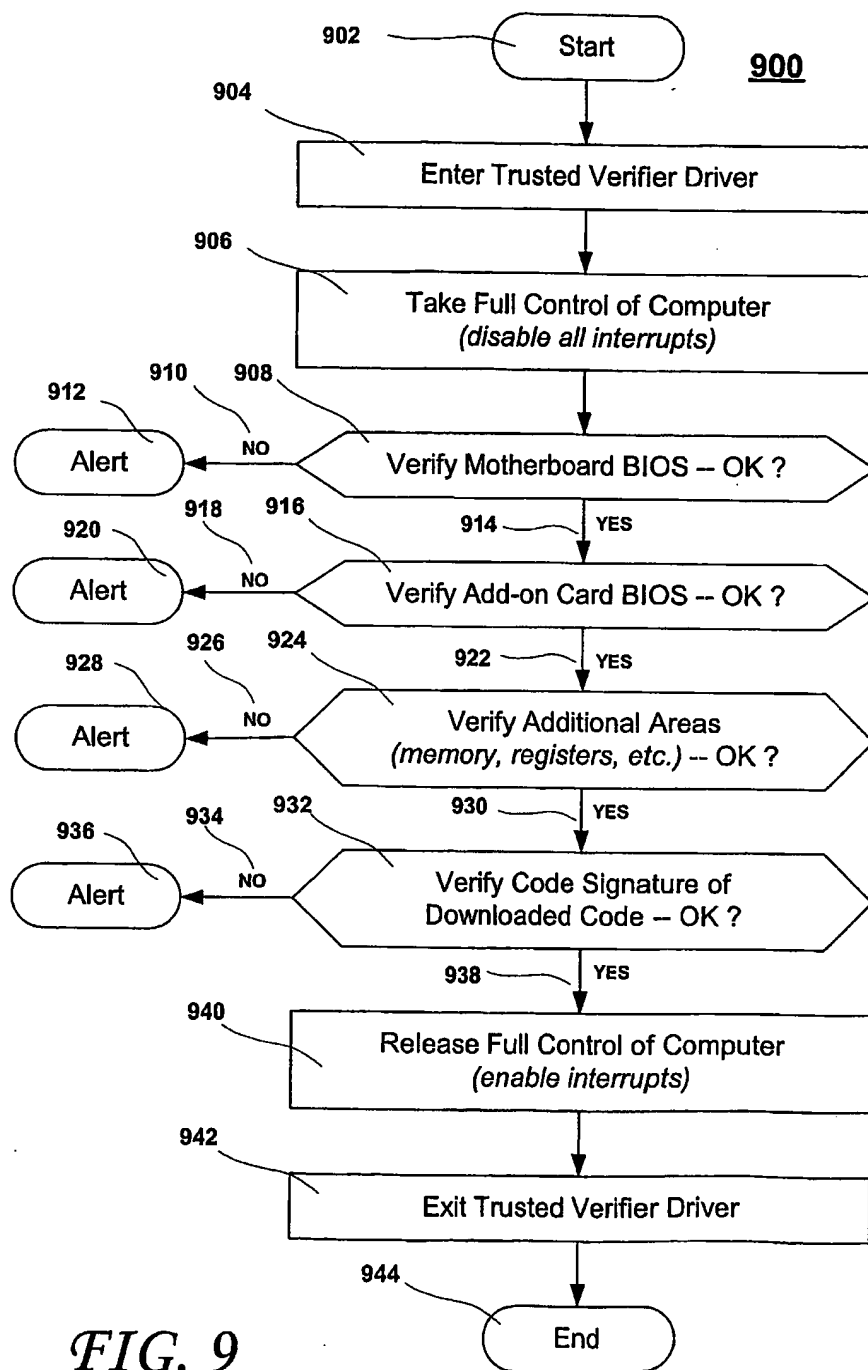 902
Start
900
904
Enter Trusted Verifier Driver
906
Take Full Control of Computer
(disable all interrupts)
908
910
912
NO
Alert
Verify Motherboard BIOS -- OK ?
914
YES
916
918
920
NO
Alert
Verify Add-on Card BIOS -- OK ?
922
YES
924
926
928
NO
Alert
Verify Additional Areas
(memory, registers, etc.) -- OK ?
930
YES
932
934
936
NO
Alert
Verify Code Signature of
Downloaded Code -- OK ?
938
YES
940
Release Full Control of Computer
(enable interrupts)
942
Exit Trusted Verifier Driver
944
End
FIG. 9